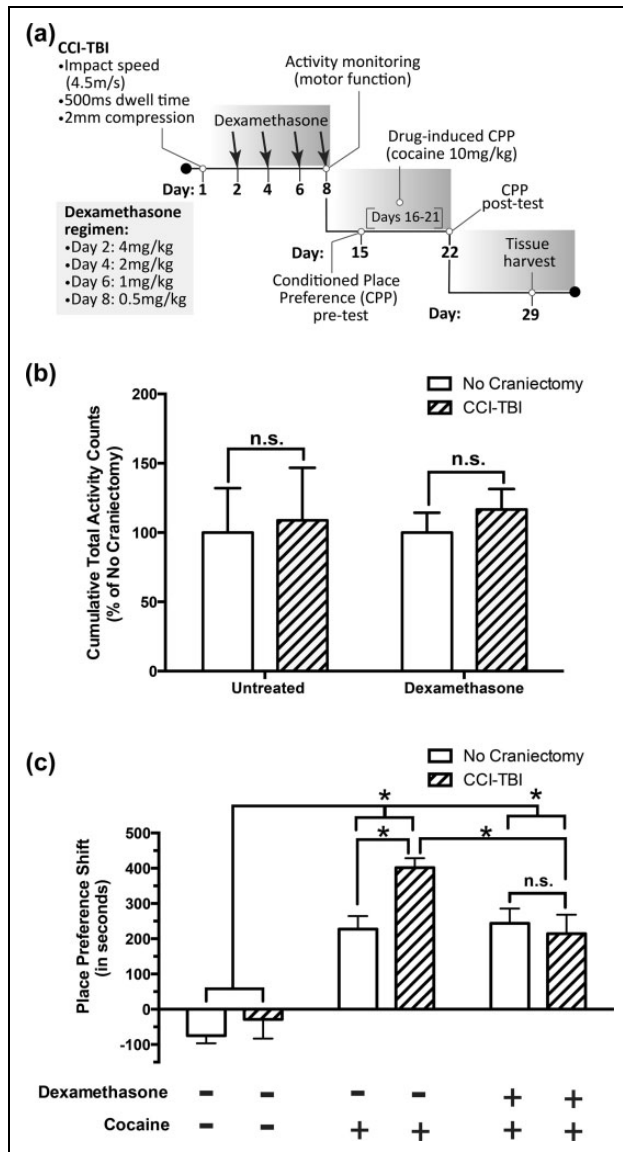 (a)
CCI-TBI
•Impact speed
(4.5m/s)
•500ms dwell time
•2mm compression
Activity monitoring
(motor function)
Dexamethasone
Drug-induced CPP
(cocaine 10mg/kg)
Day: 1 2 4 6 8
[Days 16-21]
CPP
post-test
Dexamethasone
regimen:
•Day 2: 4mg/kg
•Day 4: 2mg/kg
•Day 6: 1mg/kg
•Day 8: 0.5mg/kg
Day: 15 22
Conditioned Place
Preference (CPP)
pre-test
Tissue
harvest
Day: 29
(b)
No Craniectomy
CCI-TBI
Cumulative Total Activity Counts
(% of No Craniectomy)
200
150
100
50
0
n.s.
n.s.
Untreated Dexamethasone
(c)
No Craniectomy
CCI-TBI
Place Preference Shift
(in seconds)
500
400
300
200
100
0
-100
* *
* *
n.s.
Dexamethasone - - - - + +
Cocaine - - + + + +